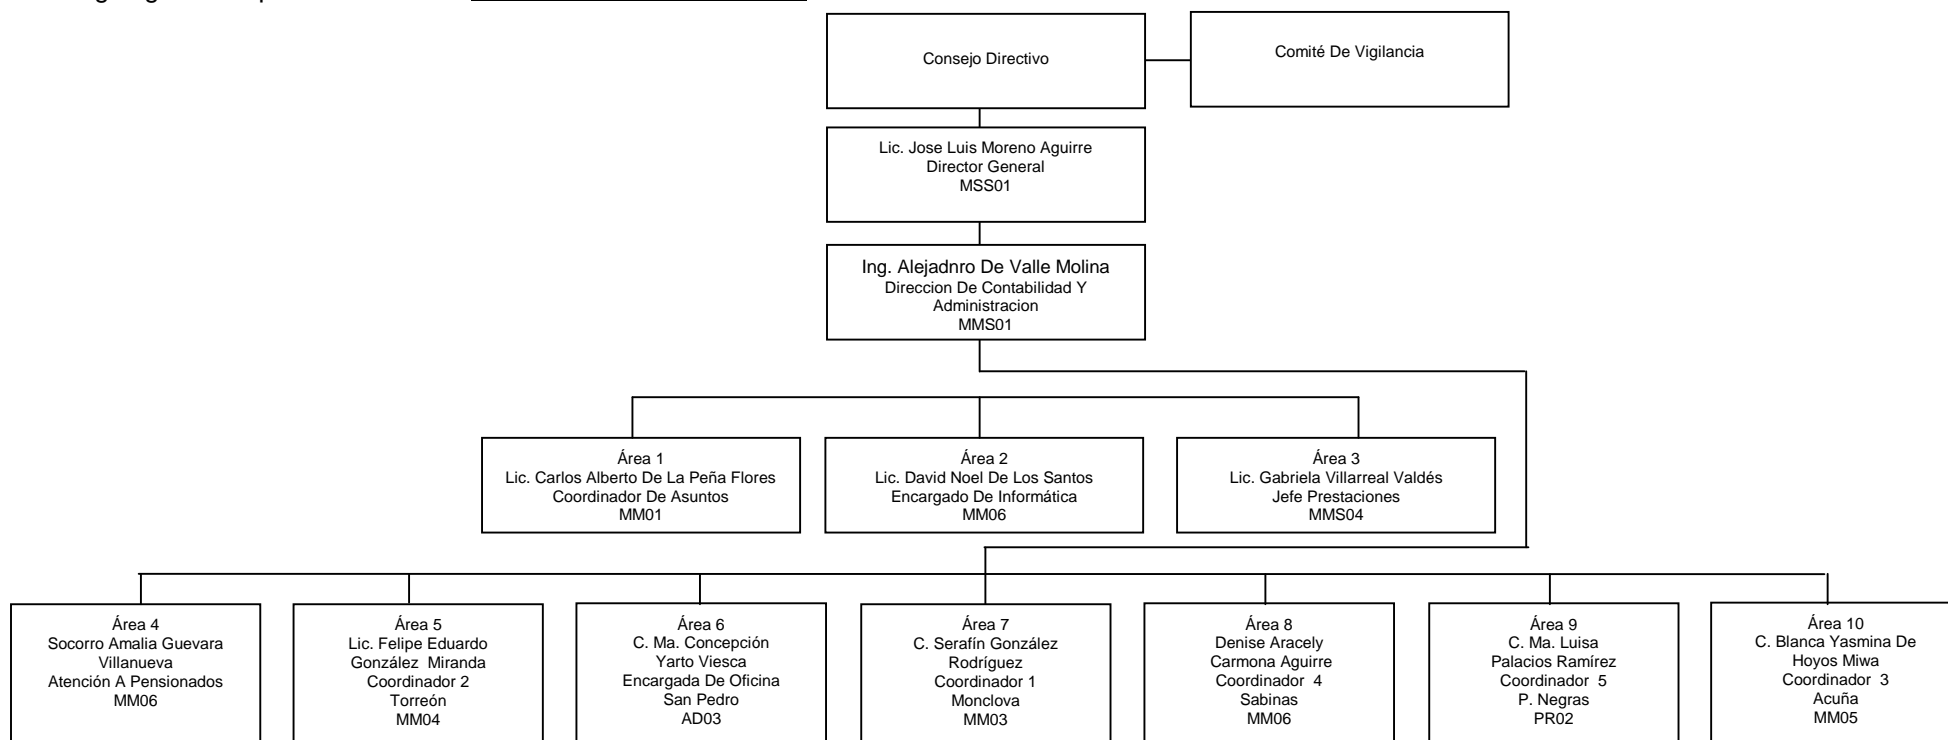 Consejo Directivo
Comité De Vigilancia
Lic. Jose Luis Moreno Aguirre
Director General
MSS01
Ing. Alejadnro De Valle Molina
Direccion De Contabilidad Y
Administracion
MMS01
Área 1
Lic. Carlos Alberto De La Peña Flores
Coordinador De Asuntos
MM01
Área 2
Lic. David Noel De Los Santos
Encargado De Informática
MM06
Área 3
Lic. Gabriela Villarreal Valdés
Jefe Prestaciones
MMS04
Área 4
Socorro Amalia Guevara
Villanueva
Atención A Pensionados
MM06
Área 5
Lic. Felipe Eduardo
González Miranda
Coordinador 2
Torreón
MM04
Área 6
C. Ma. Concepción
Yarto Viesca
Encargada De Oficina
San Pedro
AD03
Área 7
C. Serafín González
Rodríguez
Coordinador 1
Monclova
MM03
Área 8
Denise Aracely
Carmona Aguirre
Coordinador 4
Sabinas
MM06
Área 9
C. Ma. Luisa
Palacios Ramírez
Coordinador 5
P. Negras
PR02
Área 10
C. Blanca Yasmina De
Hoyos Miwa
Coordinador 3
Acuña
MM05